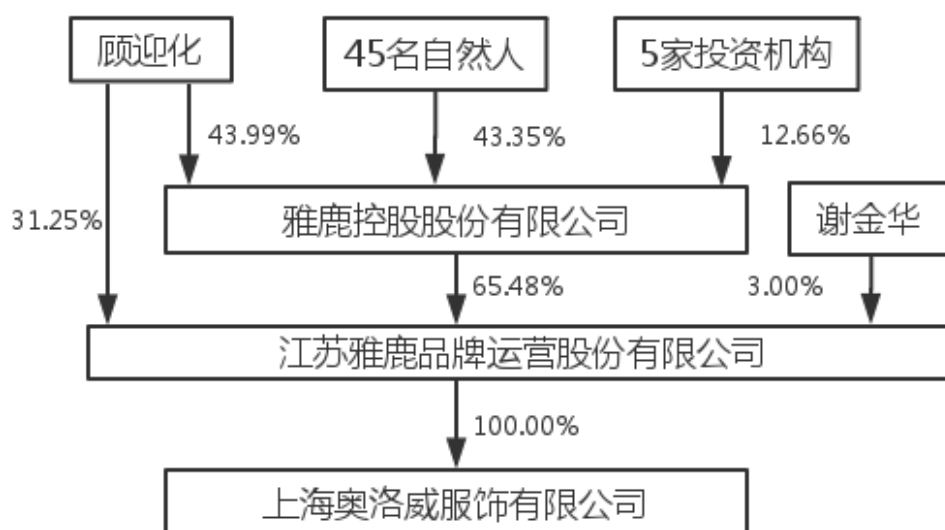 顾迎化
45名自然人
5家投资机构
43.99%
43.35%
12.66%
31.25%
雅鹿控股股份有限公司
谢金华
65.48%
3.00%
江苏雅鹿品牌运营股份有限公司
100.00%
上海奥洛威服饰有限公司